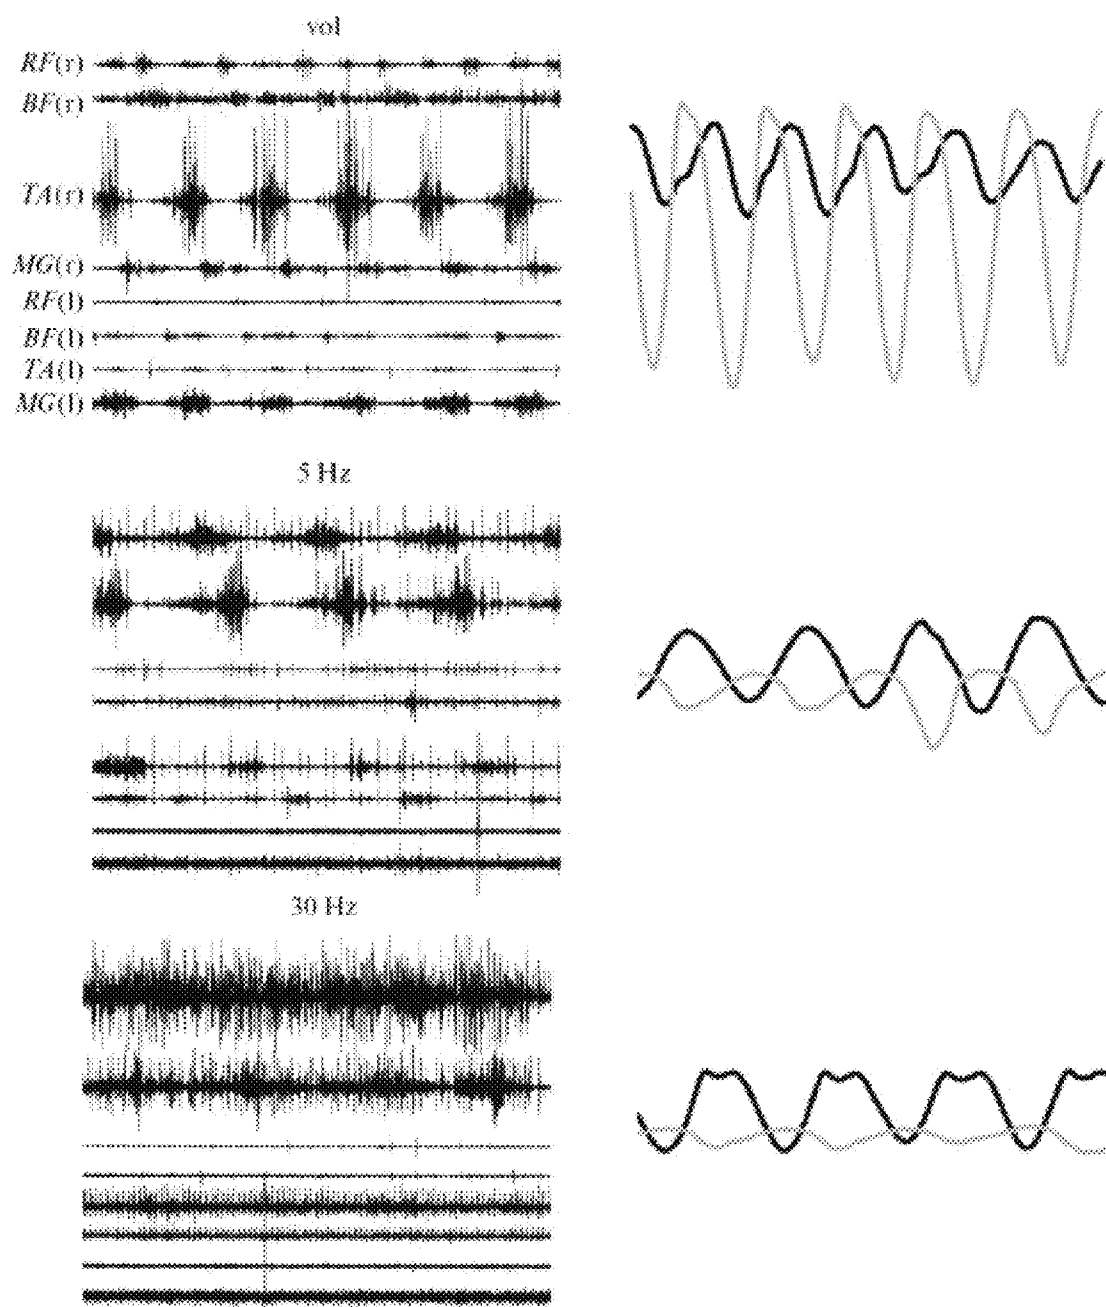 vol
RF(r)
BF(r)
TA(r)
MG(r)
RF(l)
BF(l)
TA(l)
MG(l)
5 Hz
30 Hz